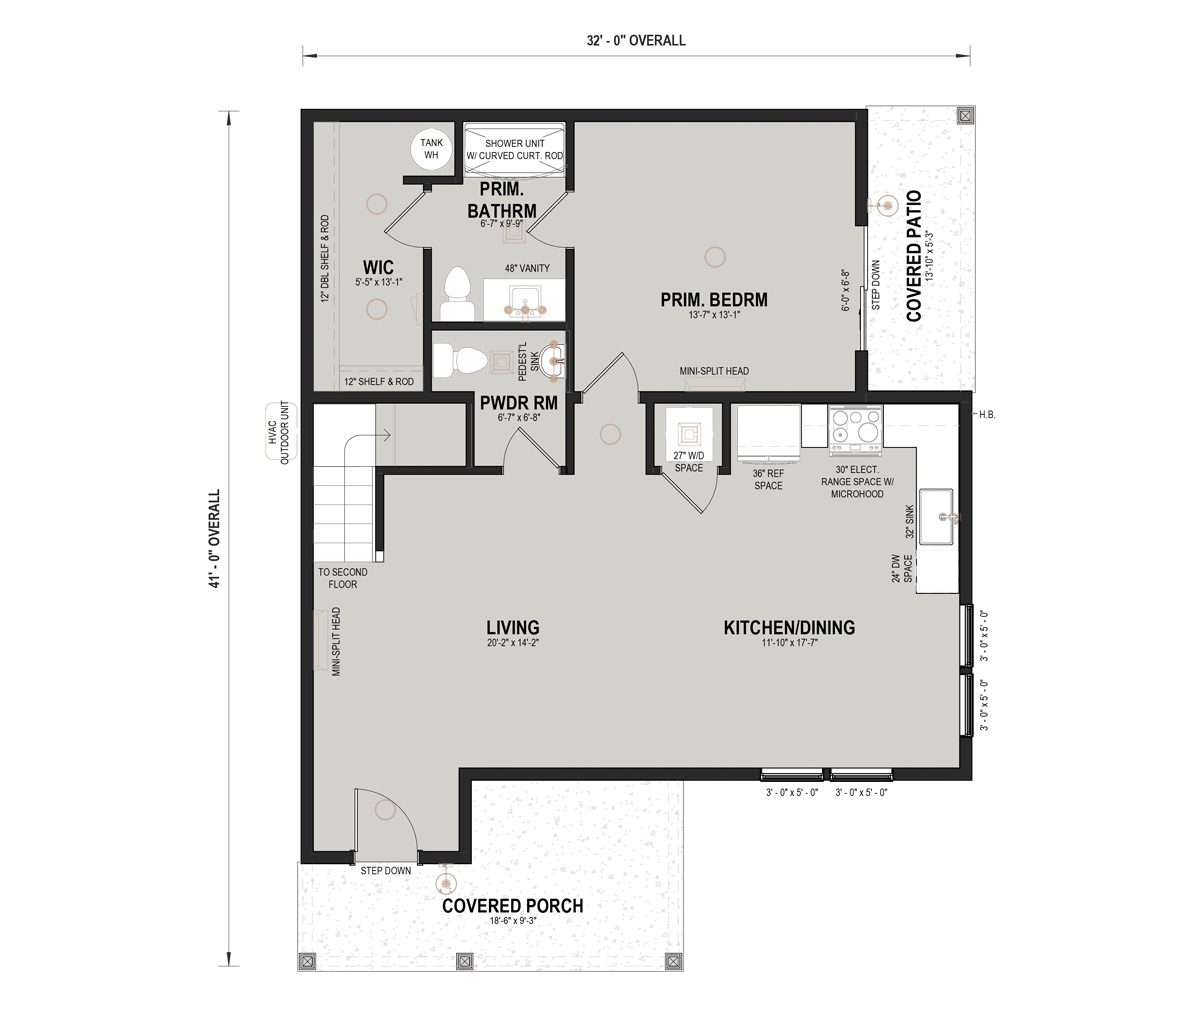 32' - 0" OVERALL
TANK
WH
SHOWER UNIT
W/ CURVED CURT. ROD
PRIM.
BATHRM
6'-7" x 9'-9"
12" DBL SHELF & ROD
WIC
5'-5" x 13'-1"
48" VANITY
PRIM. BEDRM
13'-7" x 13'-1"
6'-0" x 6'-8"
STEP DOWN
COVERED PATIO
13'-10" x 5'-3"
PEDEST'L
SINK
12" SHELF & ROD
MINI-SPLIT HEAD
PWDR RM
6'-7" x 6'-8"
HVAC
OUTDOOR UNIT
H.B.
27" W/D
SPACE
36" REF
SPACE
30" ELECT.
RANGE SPACE W/
MICROHOOD
32" SINK
24" DW
SPACE
41' - 0" OVERALL
TO SECOND
FLOOR
MINI-SPLIT HEAD
LIVING
20'-2" x 14'-2"
KITCHEN/DINING
11'-10" x 17'-7"
3' - 0" x 5' - 0"
3' - 0" x 5' - 0"
3' - 0" x 5' - 0"
3' - 0" x 5' - 0"
STEP DOWN
COVERED PORCH
18'-6" x 9'-3"